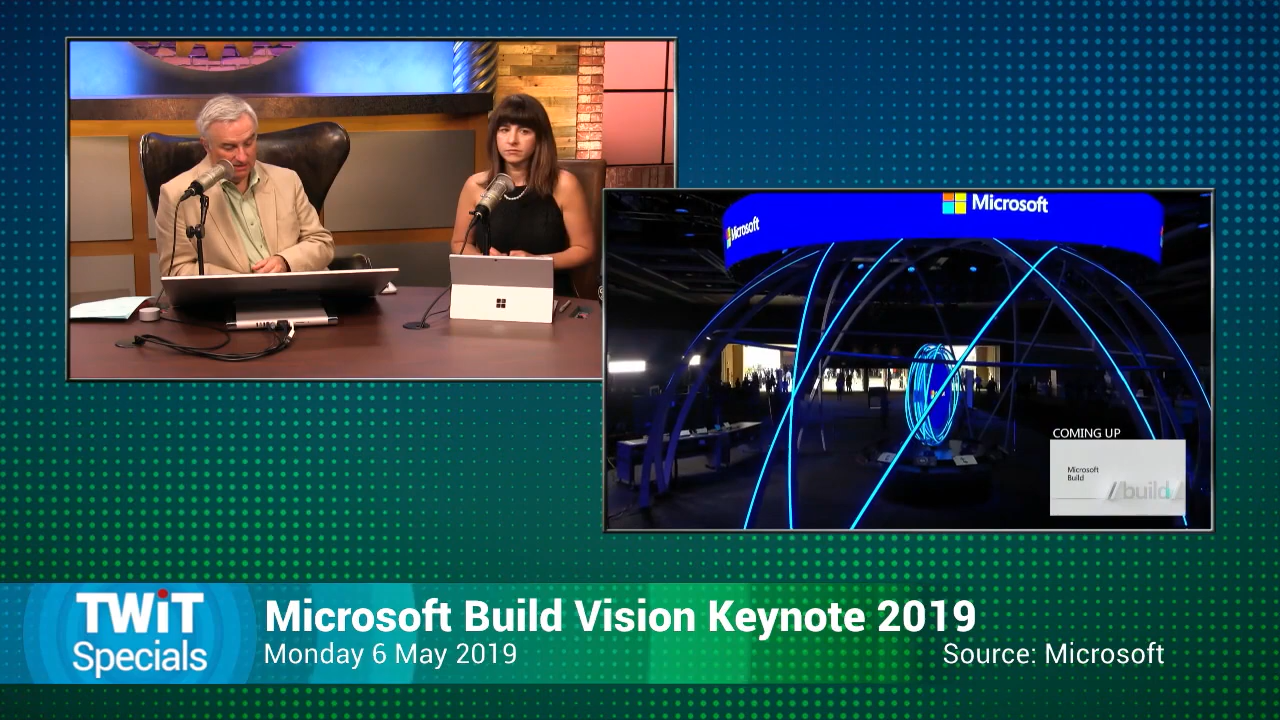 Microsoft
Microsoft
COMING UP
Microsoft
Build
//build/
TWiT
Specials
Microsoft Build Vision Keynote 2019
Monday 6 May 2019
Source: Microsoft